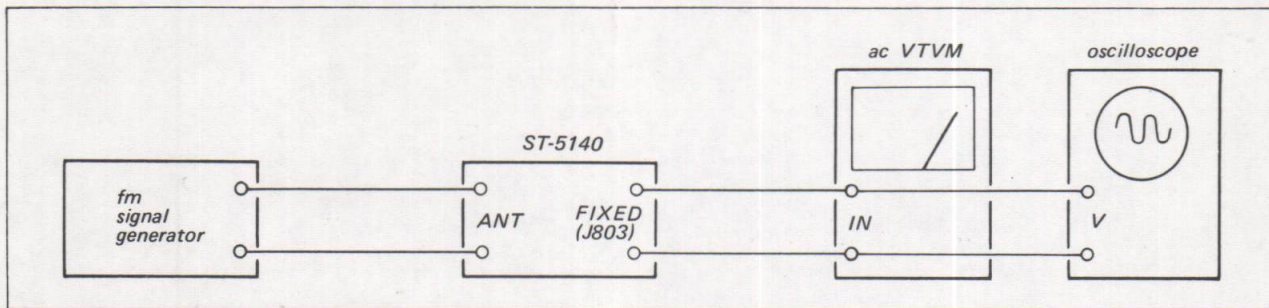 ac VTVM
oscilloscope
ST-5140
fm
signal
generator
ANT
FIXED
(J803)
IN
V